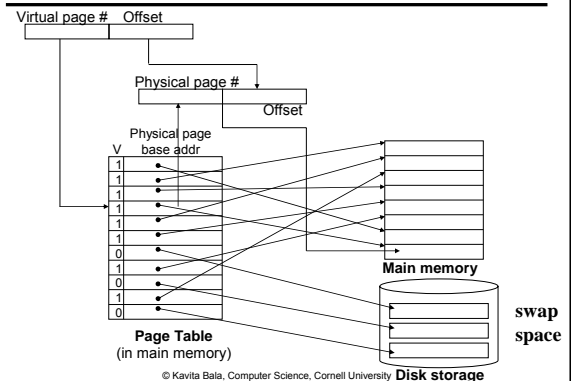 Virtual page # Offset
Physical page #
Offset
Physical page
V base addr
1
1
1
1
1
1
0
1
0
1
0
Main memory
swap
space
Page Table
(in main memory)
Disk storage
© Kavita Bala, Computer Science, Cornell University